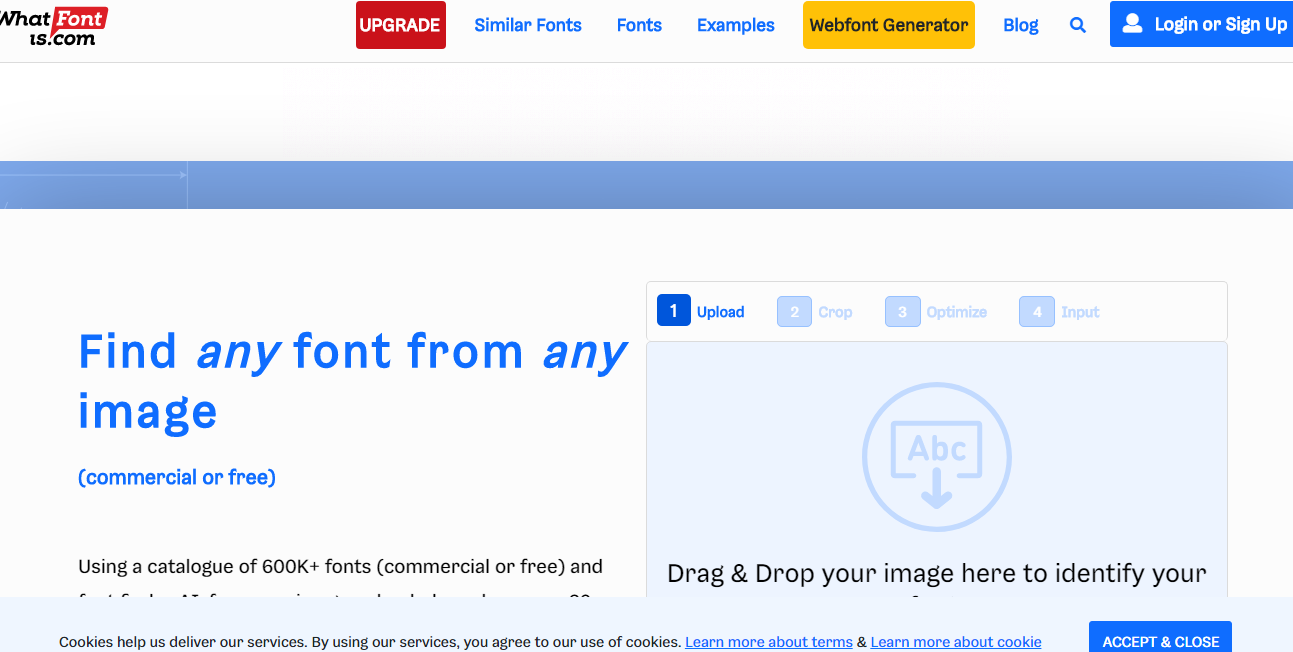 What Font
is.com
UPGRADE
Similar Fonts
Fonts
Examples
Webfont Generator
Blog
Login or Sign Up
1 Upload
2 Crop
3 Optimize
4 Input
Find any font from any
image
(commercial or free)
Abc
Using a catalogue of 600K+ fonts (commercial or free) and
Drag & Drop your image here to identify your
Cookies help us deliver our services. By using our services, you agree to our use of cookies. Learn more about terms & Learn more about cookie
ACCEPT & CLOSE